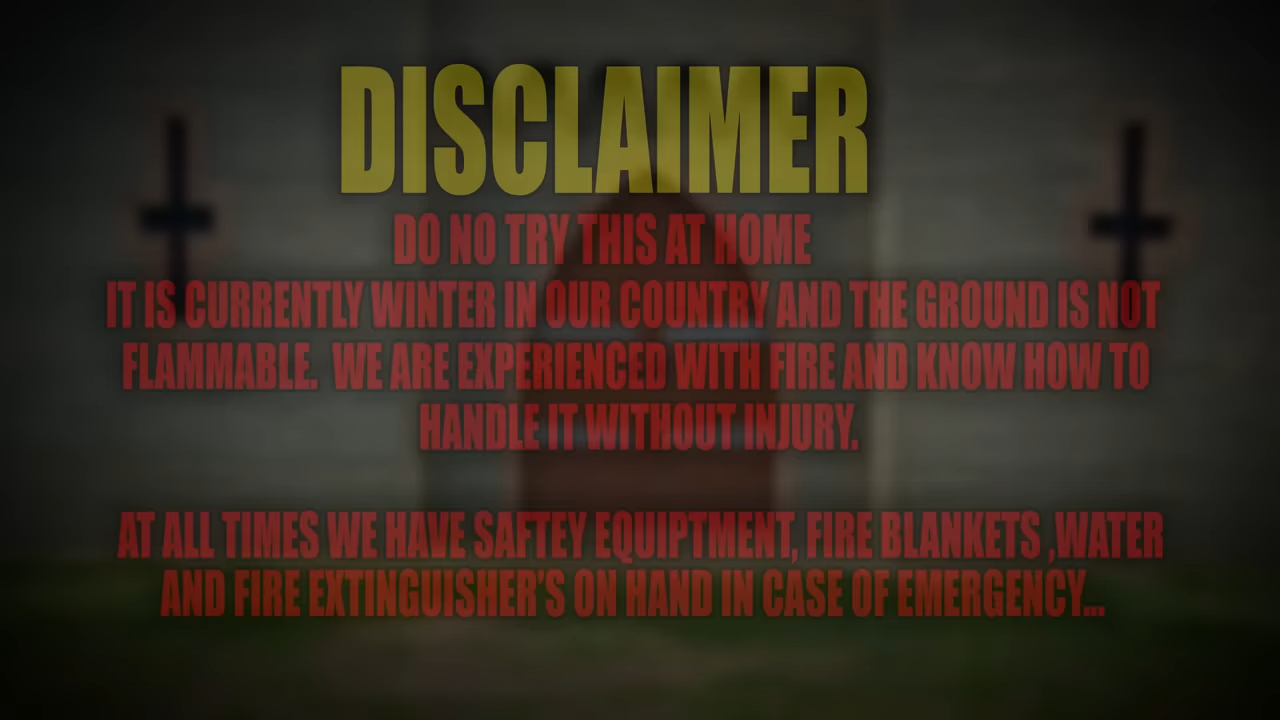 DISCLAIMER
DO NO TRY THIS AT HOME
IT IS CURRENTLY WINTER IN OUR COUNTRY AND THE GROUND IS NOT
FLAMMABLE. WE ARE EXPERIENCED WITH FIRE AND KNOW HOW TO
HANDLE IT WITHOUT INJURY.
AT ALL TIMES WE HAVE SAFTEY EQUIPTMENT, FIRE BLANKETS ,WATER
AND FIRE EXTINGUISHER'S ON HAND IN CASE OF EMERGENCY...